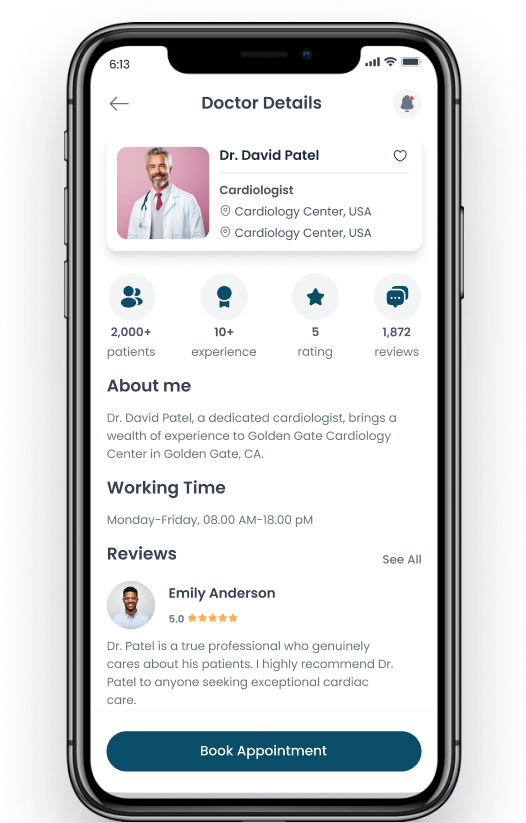 6:13
Doctor Details
Dr. David Patel
Cardiologist
Cardiology Center, USA
Cardiology Center, USA
2,000+
patients
10+
experience
5
rating
1,872
reviews
About me
Dr. David Patel, a dedicated cardiologist, brings a
wealth of experience to Golden Gate Cardiology
Center in Golden Gate, CA.
Working Time
Monday-Friday, 08.00 AM-18.00 pM
Reviews
See All
Emily Anderson
5.0
Dr. Patel is a true professional who genuinely
cares about his patients. I highly recommend Dr.
Patel to anyone seeking exceptional cardiac
care.
Book Appointment